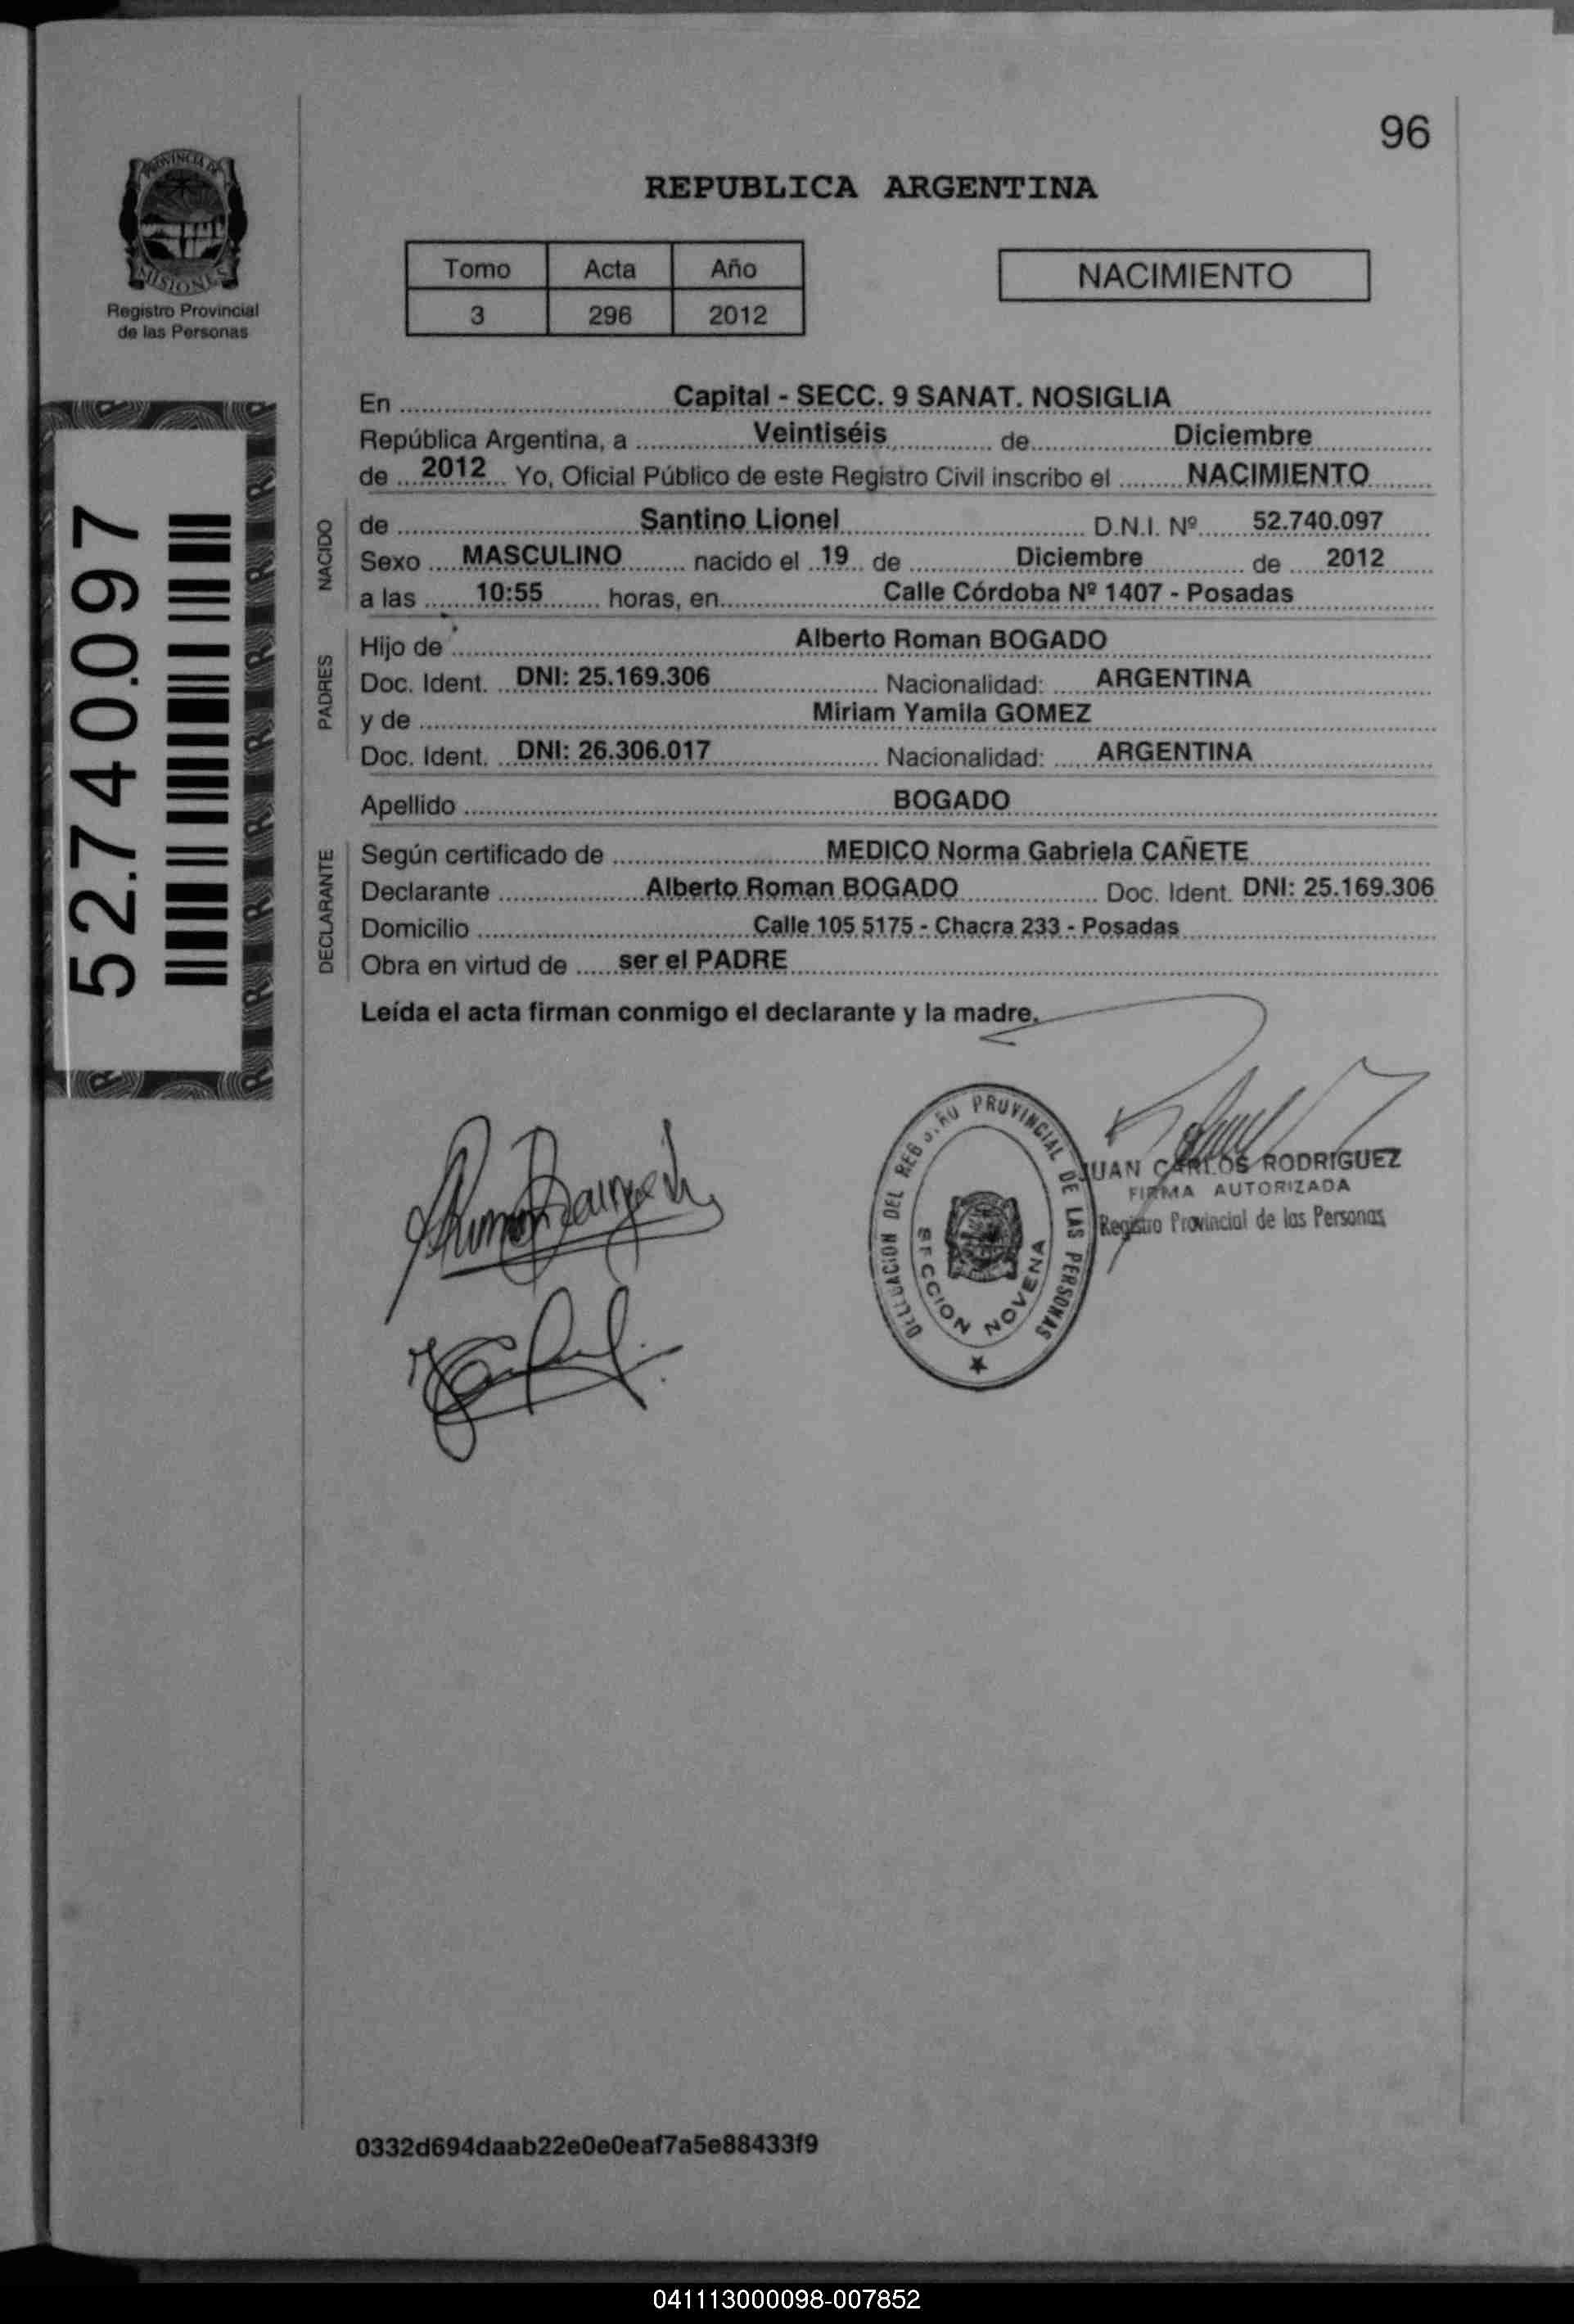 96
PROVINCIA DE
MISIONES
Registro Provincial
de las Personas
REPUBLICA ARGENTINA
Tomo Acta Año
3 296 2012
NACIMIENTO
52.740.097
En Capital - SECC. 9 SANAT. NOSIGLIA
República Argentina, a Veintiséis de Diciembre
de 2012 Yo, Oficial Público de este Registro Civil inscribo el NACIMIENTO
NACIDO
de Santino Lionel D.N.I. Nº 52.740.097
Sexo MASCULINO nacido el 19 de Diciembre de 2012
a las 10:55 horas, en Calle Córdoba Nº 1407 - Posadas
PADRES
Hijo de Alberto Roman BOGADO
Doc. Ident. DNI: 25.169.306 Nacionalidad: ARGENTINA
y de Miriam Yamila GOMEZ
Doc. Ident. DNI: 26.306.017 Nacionalidad: ARGENTINA
Apellido BOGADO
DECLARANTE
Según certificado de MEDICO Norma Gabriela CAÑETE
Declarante Alberto Roman BOGADO Doc. Ident. DNI: 25.169.306
Domicilio Calle 105 5175 - Chacra 233 - Posadas
Obra en virtud de ser el PADRE
Leída el acta firman conmigo el declarante y la madre.
DELEGACION DEL REGISTRO PROVINCIAL DE LAS PERSONAS
SECCION NOVENA
JUAN CARLOS RODRIGUEZ
FIRMA AUTORIZADA
Registro Provincial de las Personas
0332d694daab22e0e0eaf7a5e88433f9
041113000098-007852